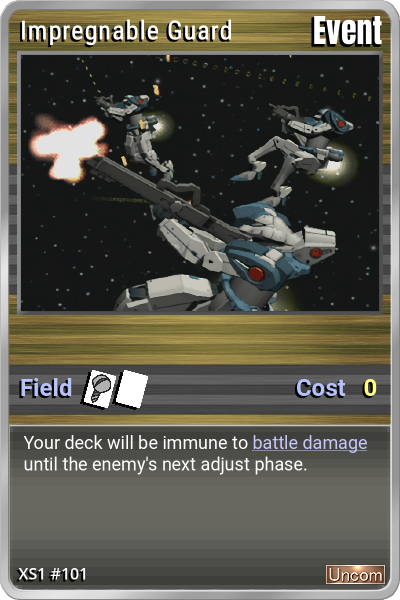 Impregnable Guard Event
Field Cost 0
Your deck will be immune to battle damage
until the enemy's next adjust phase.
XS1 #101 Uncom